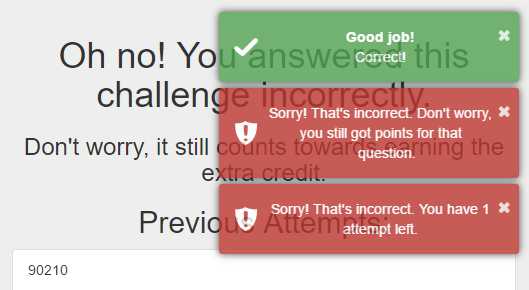 Good job!
Correct!
Oh no! You answered this
challenge incorrectly.
Sorry! That's incorrect. Don't worry,
you still got points for that
question.
Don't worry, it still counts towards earning the
extra credit.
Sorry! That's incorrect. You have 1
attempt left.
Previous Attempts:
90210